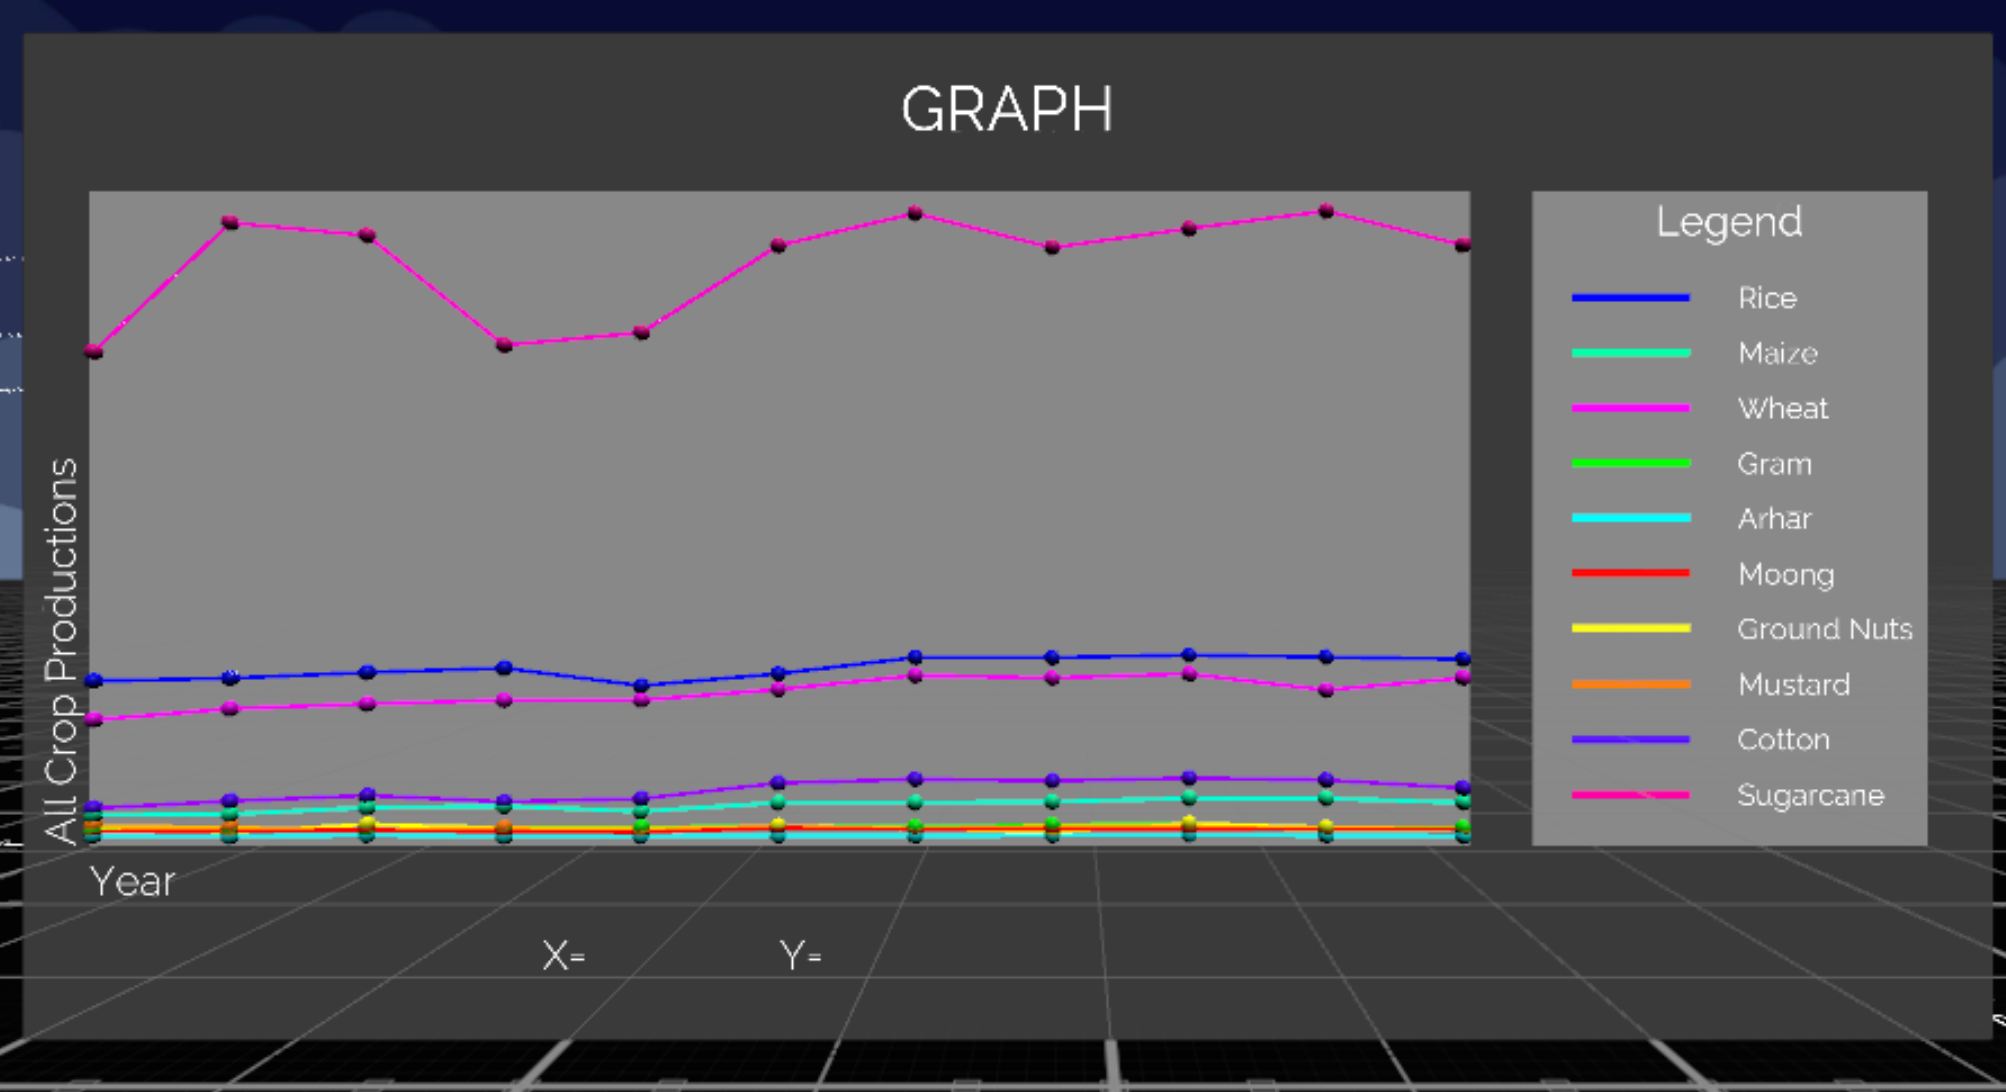 GRAPH
All Crop Productions
Year
X=
Y=
Legend
Rice
Maize
Wheat
Gram
Arhar
Moong
Ground Nuts
Mustard
Cotton
Sugarcane